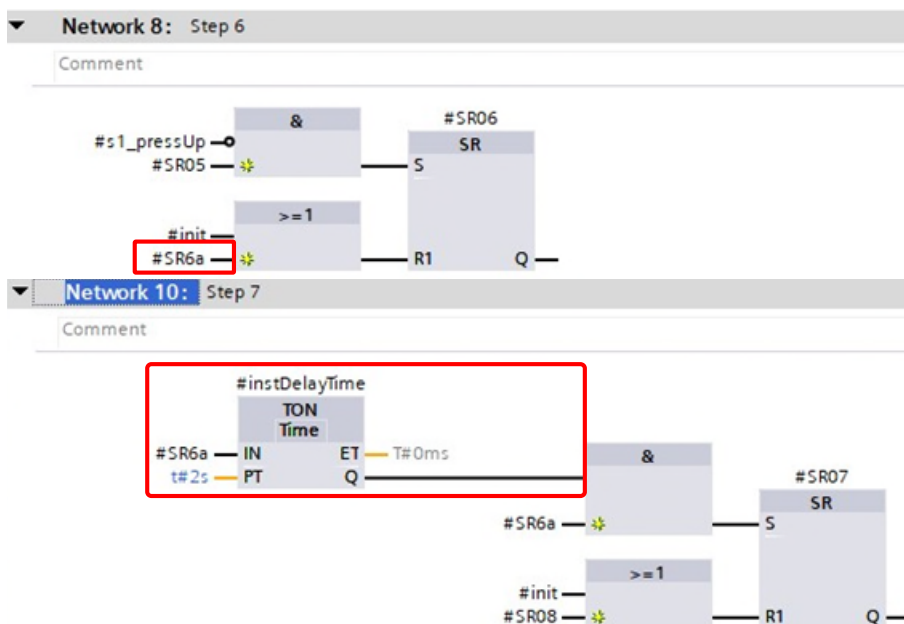 Network 8: Step 6
Comment
& #SR06
#s1_pressUp SR
#SR05 S
>=1
#init
#SR6a R1 Q
Network 10: Step 7
Comment
#instDelayTime
TON
Time
#SR6a IN ET T#0ms &
t#2s PT Q #SR07
SR
#SR6a S
>=1
#init
#SR08 R1 Q